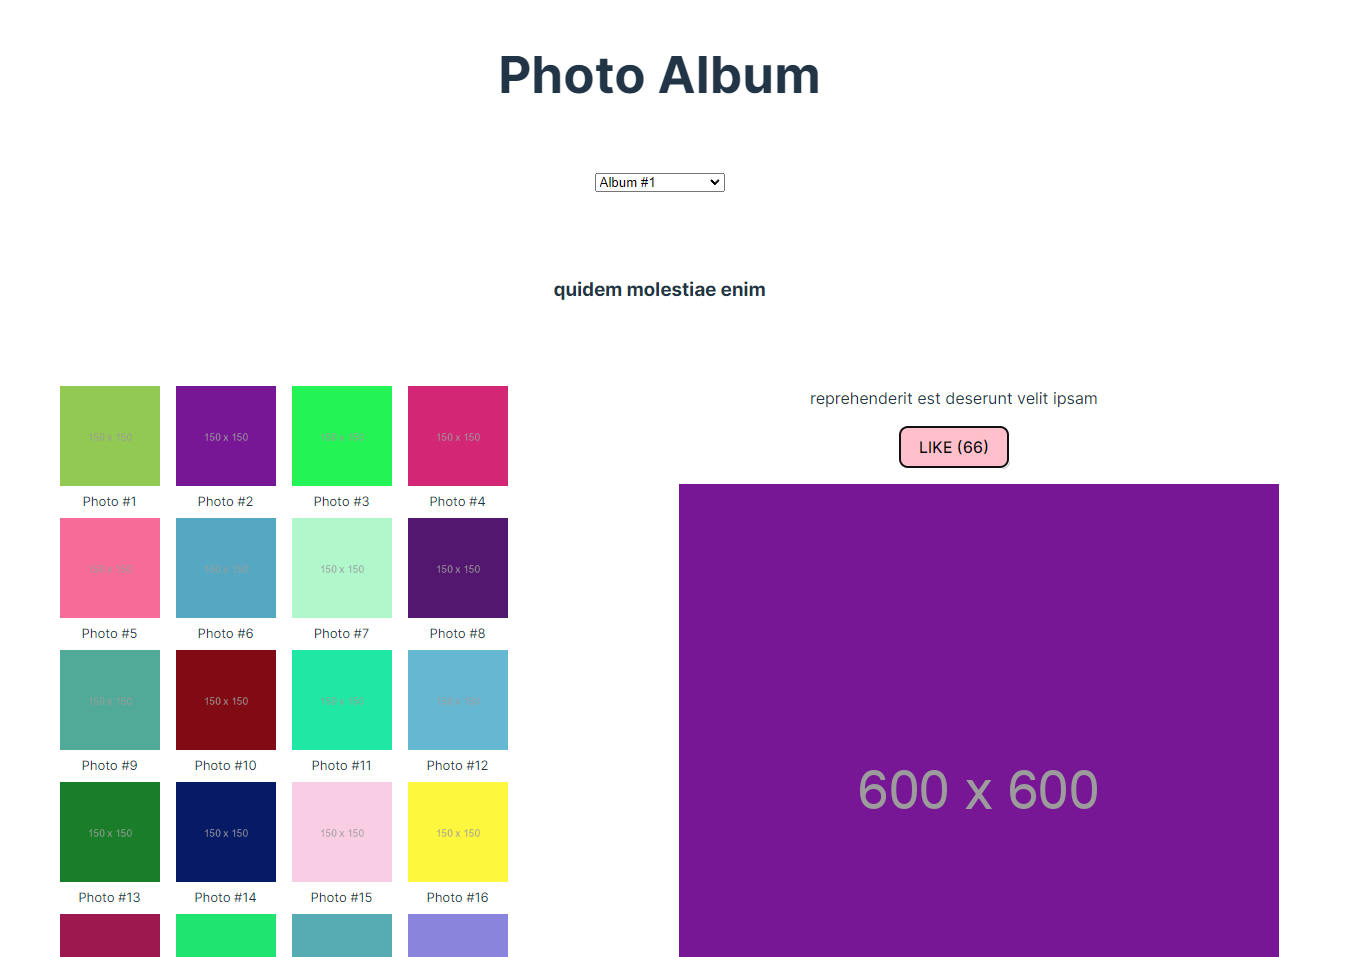 Photo Album
Album #1
quidem molestiae enim
150 x 150
150 x 150
150 x 150
150 x 150
Photo #1
Photo #2
Photo #3
Photo #4
150 x 150
150 x 150
150 x 150
150 x 150
Photo #5
Photo #6
Photo #7
Photo #8
150 x 150
150 x 150
150 x 150
150 x 150
Photo #9
Photo #10
Photo #11
Photo #12
150 x 150
150 x 150
150 x 150
150 x 150
Photo #13
Photo #14
Photo #15
Photo #16
reprehenderit est deserunt velit ipsam
LIKE (66)
600 x 600